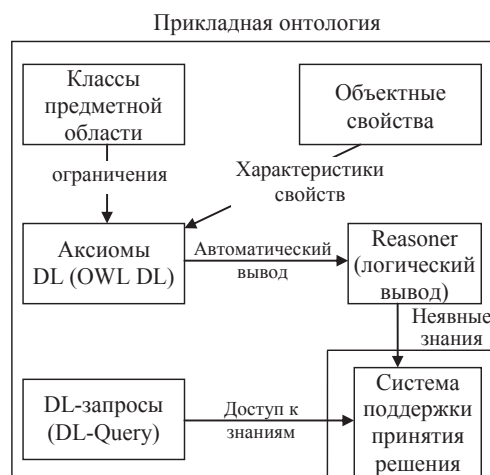 Прикладная онтология
Классы
предметной
области
Объектные
свойства
ограничения
Характеристики
свойств
Аксиомы
DL (OWL DL)
Автоматический
вывод
Reasoner
(логический
вывод)
Неявные
знания
DL-запросы
(DL-Query)
Доступ к
знаниям
Система
поддержки
принятия
решения